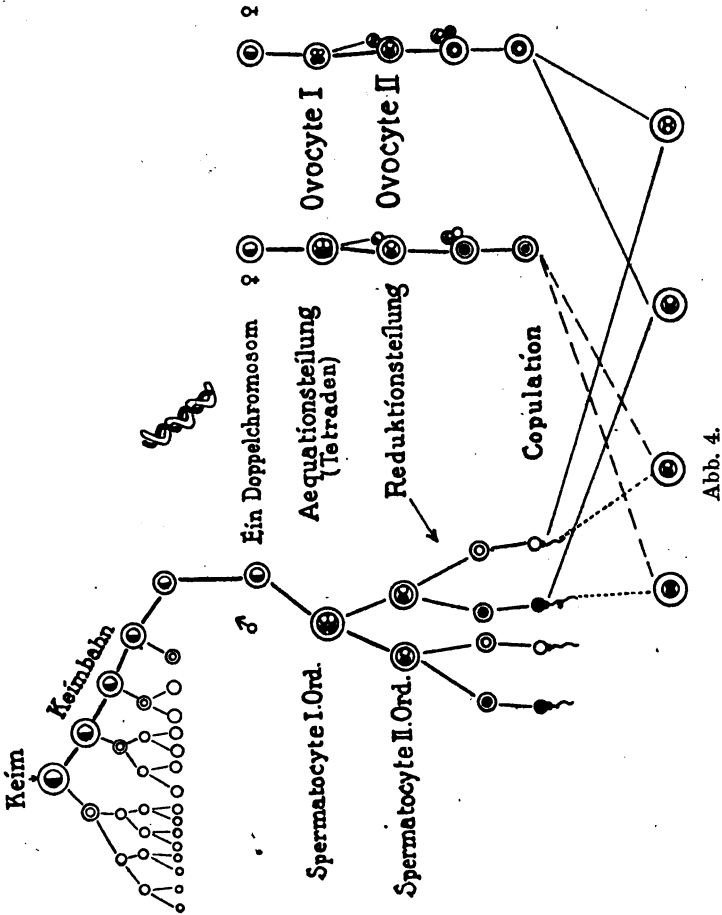 Keim
Keimbahn
♂
Ein Doppelchromosom
♀
♀
Spermatocyte I.Ord.
Aequationsteilung
(Tetraden)
Ovocyte I
Spermatocyte II.Ord.
Reduktionsteilung
Ovocyte II
Copulation
Abb. 4.